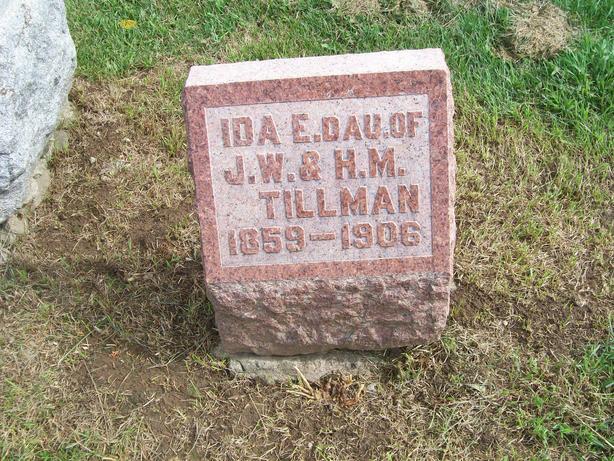 IDA E. DAU. OF
J. W. & H. M.
TILLMAN
1859—1906